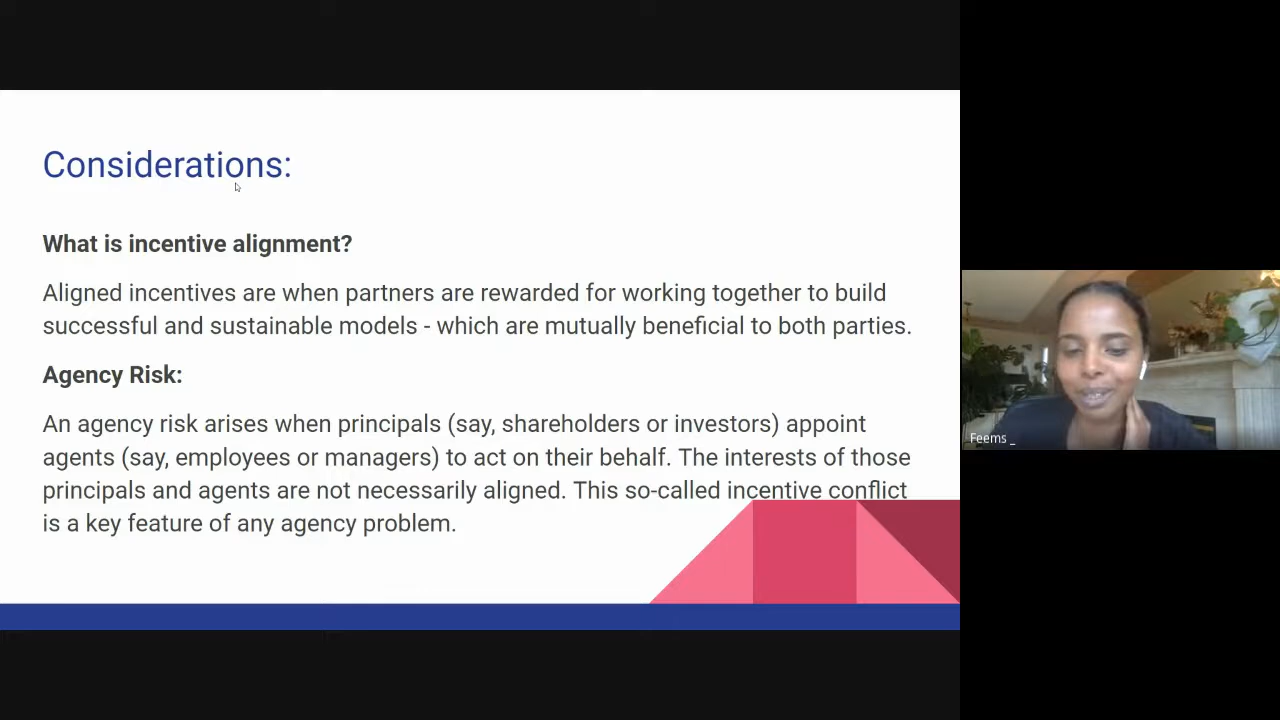 Considerations:
What is incentive alignment?
Aligned incentives are when partners are rewarded for working together to build
successful and sustainable models - which are mutually beneficial to both parties.
Agency Risk:
An agency risk arises when principals (say, shareholders or investors) appoint
agents (say, employees or managers) to act on their behalf. The interests of those
principals and agents are not necessarily aligned. This so-called incentive conflict
is a key feature of any agency problem.
Feems _